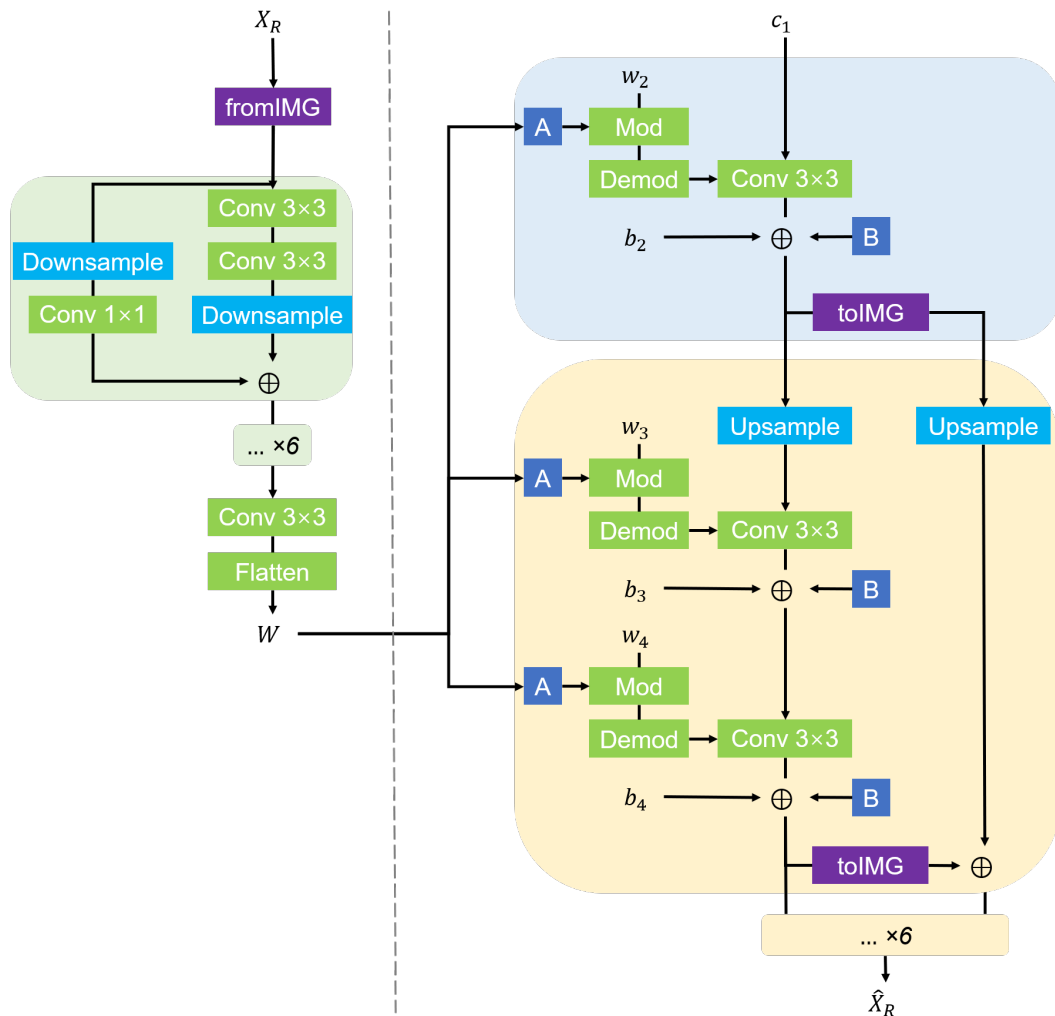 X_R
fromIMG
Conv 3×3
Downsample
Conv 3×3
Conv 1×1
Downsample
⊕
... ×6
Conv 3×3
Flatten
W
c_1
w_2
A
Mod
Demod
Conv 3×3
b_2
⊕
B
toIMG
Upsample
Upsample
w_3
A
Mod
Demod
Conv 3×3
b_3
⊕
B
w_4
A
Mod
Demod
Conv 3×3
b_4
⊕
B
toIMG
⊕
... ×6
X̂_R